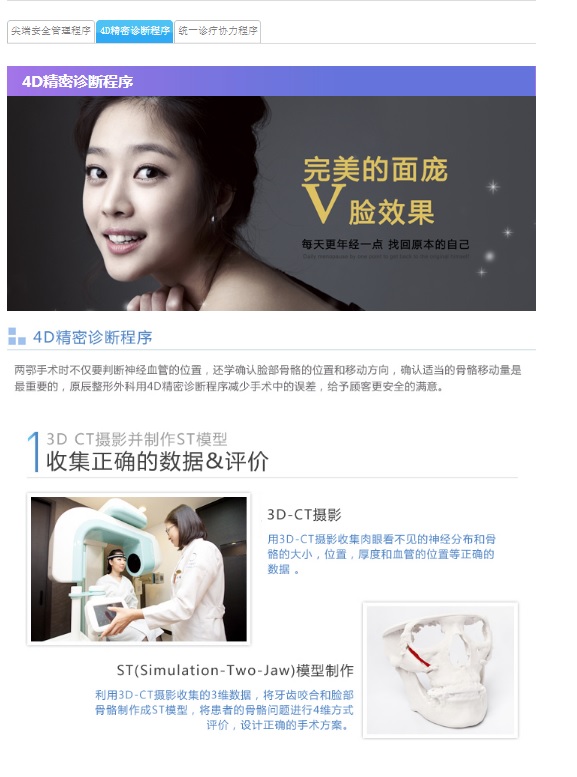 尖端安全管理程序 4D精密诊断程序 统一诊疗协力程序
4D精密诊断程序
完美的面庞
V 脸效果
每天更年经一点 找回原本的自己
4D精密诊断程序
两鄂手术时不仅要判断神经血管的位置，还学确认脸部骨骼的位置和移动方向，确认适当的骨骼移动量是
最重要的，原辰整形外科用4D精密诊断程序减少手术中的误差，给予顾客更安全的满意。
1 3D CT摄影并制作ST模型
收集正确的数据&评价
3D-CT摄影
用3D-CT摄影收集肉眼看不见的神经分布和骨
骼的大小，位置，厚度和血管的位置等正确的
数据 。
ST(Simulation-Two-Jaw)模型制作
利用3D-CT摄影收集的3维数据，将牙齿咬合和脸部
骨骼制作成ST模型，将患者的骨骼问题进行4维方式
评价，设计正确的手术方案。